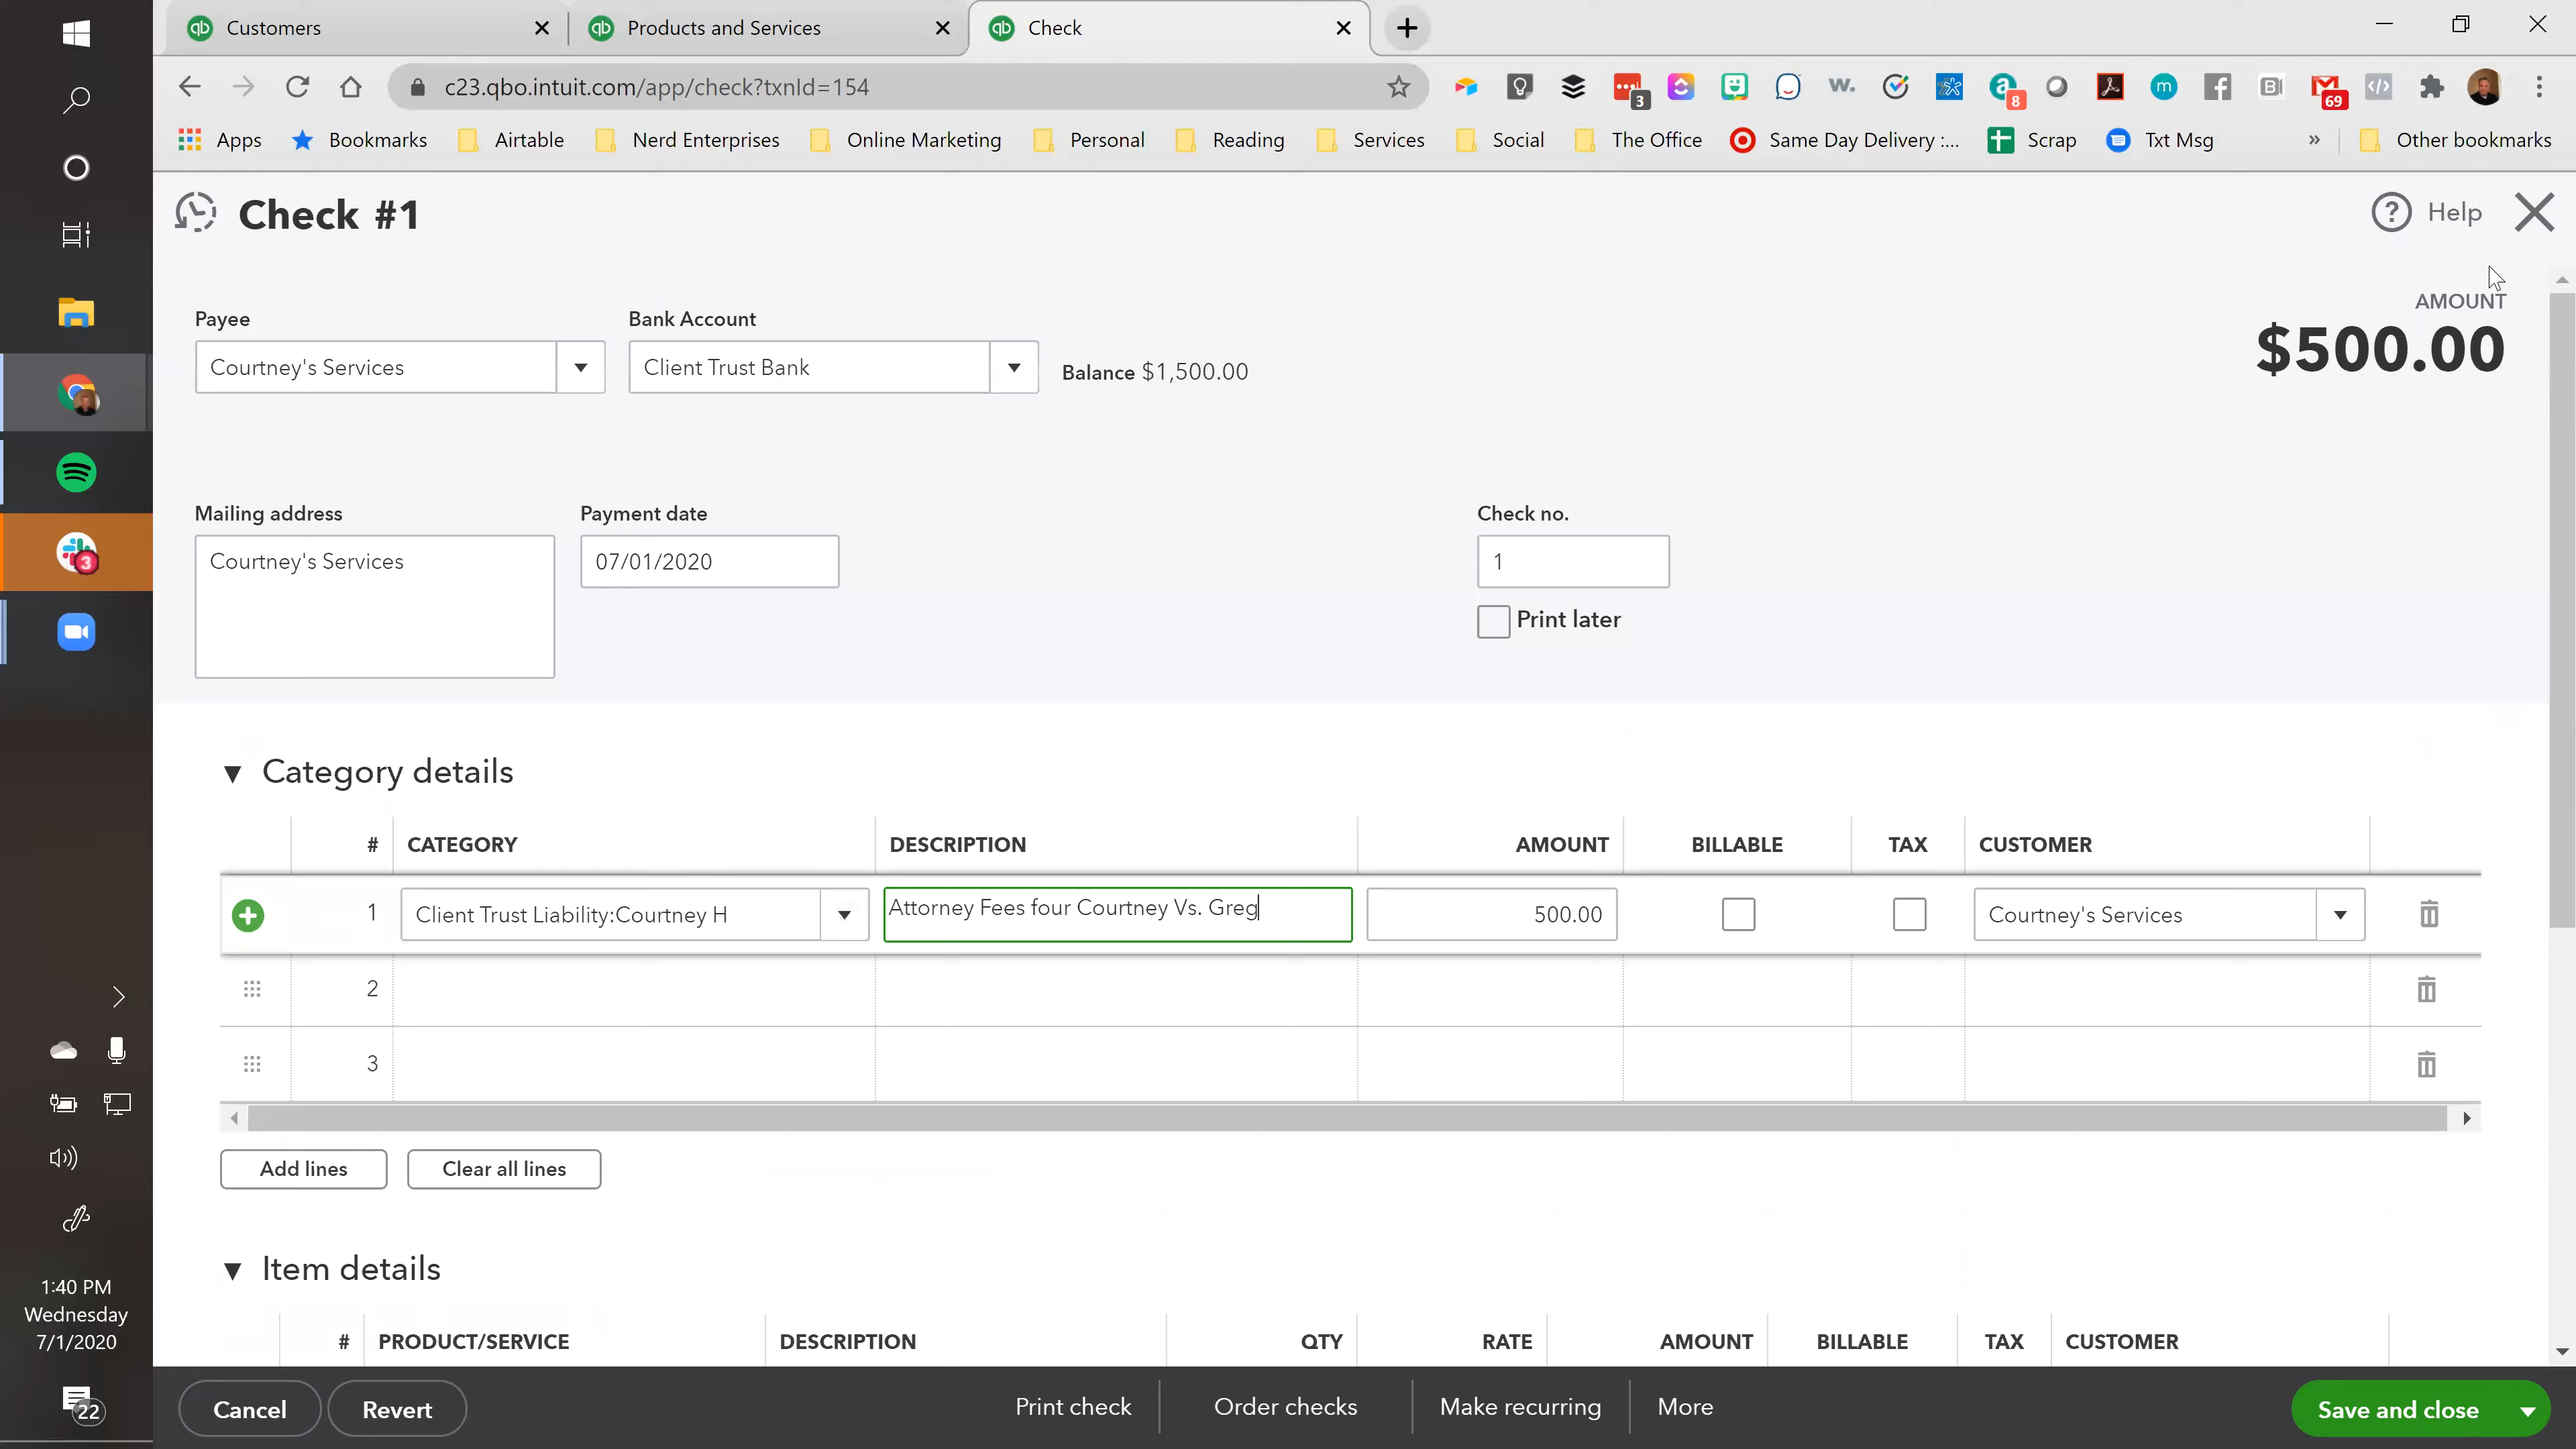 Customers
Products and Services
Check
c23.qbo.intuit.com/app/check?txnId=154
3
8
69
Apps
Bookmarks
Airtable
Nerd Enterprises
Online Marketing
Personal
Reading
Services
Social
The Office
Same Day Delivery :...
Scrap
Txt Msg
»
Other bookmarks
Check #1
Help
AMOUNT
$500.00
Payee
Courtney's Services
Bank Account
Client Trust Bank
Balance $1,500.00
Mailing address
Courtney's Services
Payment date
07/01/2020
Check no.
1
Print later
Category details
# CATEGORY DESCRIPTION AMOUNT BILLABLE TAX CUSTOMER
1 Client Trust Liability:Courtney H Attorney Fees four Courtney Vs. Greg 500.00 Courtney's Services
2
3
Add lines
Clear all lines
Item details
# PRODUCT/SERVICE DESCRIPTION QTY RATE AMOUNT BILLABLE TAX CUSTOMER
Cancel
Revert
Print check
Order checks
Make recurring
More
Save and close
3
1:40 PM
Wednesday
7/1/2020
22